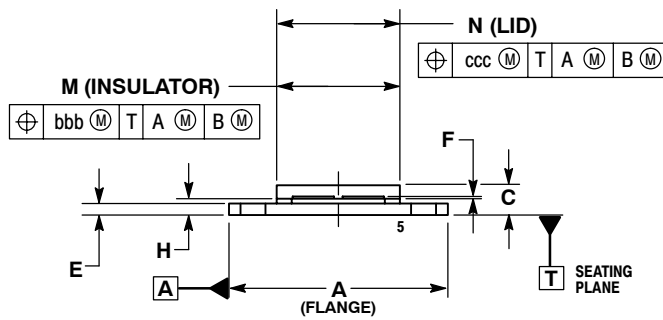 N (LID)
⌖ ccc Ⓜ T A Ⓜ B Ⓜ
M (INSULATOR)
⌖ bbb Ⓜ T A Ⓜ B Ⓜ
F
C
H
E
5
A
A
(FLANGE)
T
SEATING
PLANE